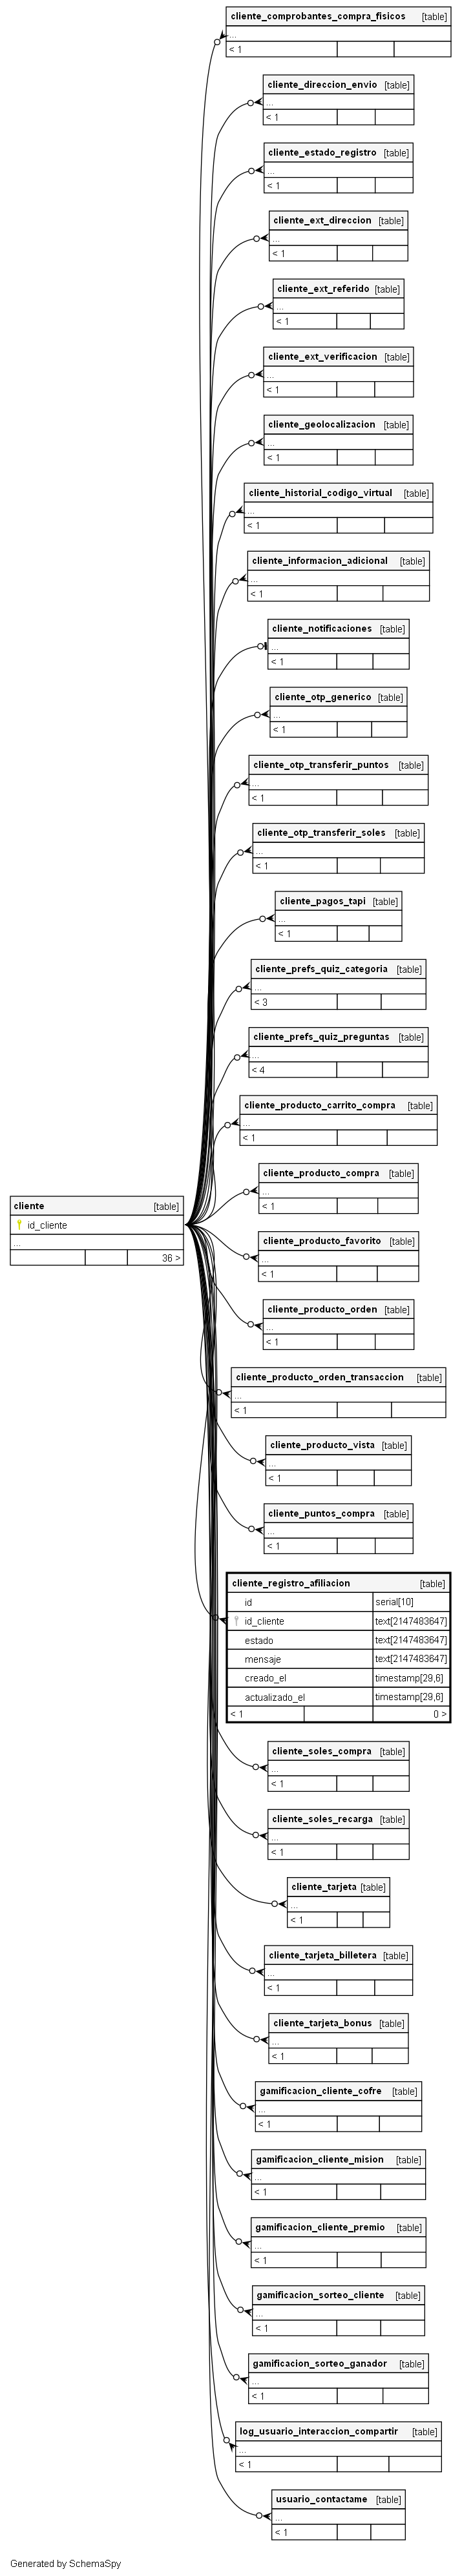 cliente_comprobantes_compra_fisicos [table]
...
< 1
cliente_direccion_envio [table]
...
< 1
cliente_estado_registro [table]
...
< 1
cliente_ext_direccion [table]
...
< 1
cliente_ext_referido [table]
...
< 1
cliente_ext_verificacion [table]
...
< 1
cliente_geolocalizacion [table]
...
< 1
cliente_historial_codigo_virtual [table]
...
< 1
cliente_informacion_adicional [table]
...
< 1
cliente_notificaciones [table]
...
< 1
cliente_otp_generico [table]
...
< 1
cliente_otp_transferir_puntos [table]
...
< 1
cliente_otp_transferir_soles [table]
...
< 1
cliente_pagos_tapi [table]
...
< 1
cliente_prefs_quiz_categoria [table]
...
< 3
cliente_prefs_quiz_preguntas [table]
...
< 4
cliente_producto_carrito_compra [table]
...
< 1
cliente_producto_compra [table]
...
< 1
cliente [table]
id_cliente
...
36 >
cliente_producto_favorito [table]
...
< 1
cliente_producto_orden [table]
...
< 1
cliente_producto_orden_transaccion [table]
...
< 1
cliente_producto_vista [table]
...
< 1
cliente_puntos_compra [table]
...
< 1
cliente_registro_afiliacion [table]
id serial[10]
id_cliente text[2147483647]
estado text[2147483647]
mensaje text[2147483647]
creado_el timestamp[29,6]
actualizado_el timestamp[29,6]
< 1 0 >
cliente_soles_compra [table]
...
< 1
cliente_soles_recarga [table]
...
< 1
cliente_tarjeta [table]
...
< 1
cliente_tarjeta_billetera [table]
...
< 1
cliente_tarjeta_bonus [table]
...
< 1
gamificacion_cliente_cofre [table]
...
< 1
gamificacion_cliente_mision [table]
...
< 1
gamificacion_cliente_premio [table]
...
< 1
gamificacion_sorteo_cliente [table]
...
< 1
gamificacion_sorteo_ganador [table]
...
< 1
log_usuario_interaccion_compartir [table]
...
< 1
usuario_contactame [table]
...
< 1
Generated by SchemaSpy